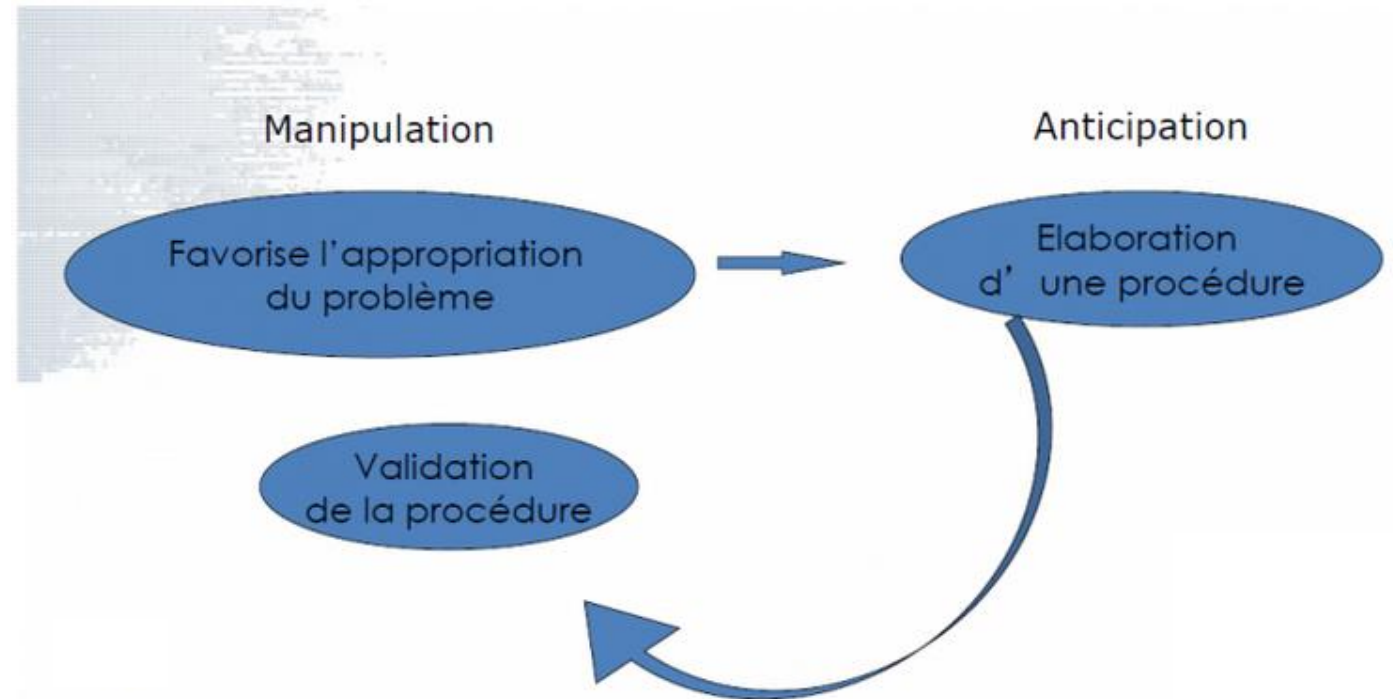 Manipulation
Anticipation
Favorise l'appropriation
du problème
Elaboration
d' une procédure
Validation
de la procédure